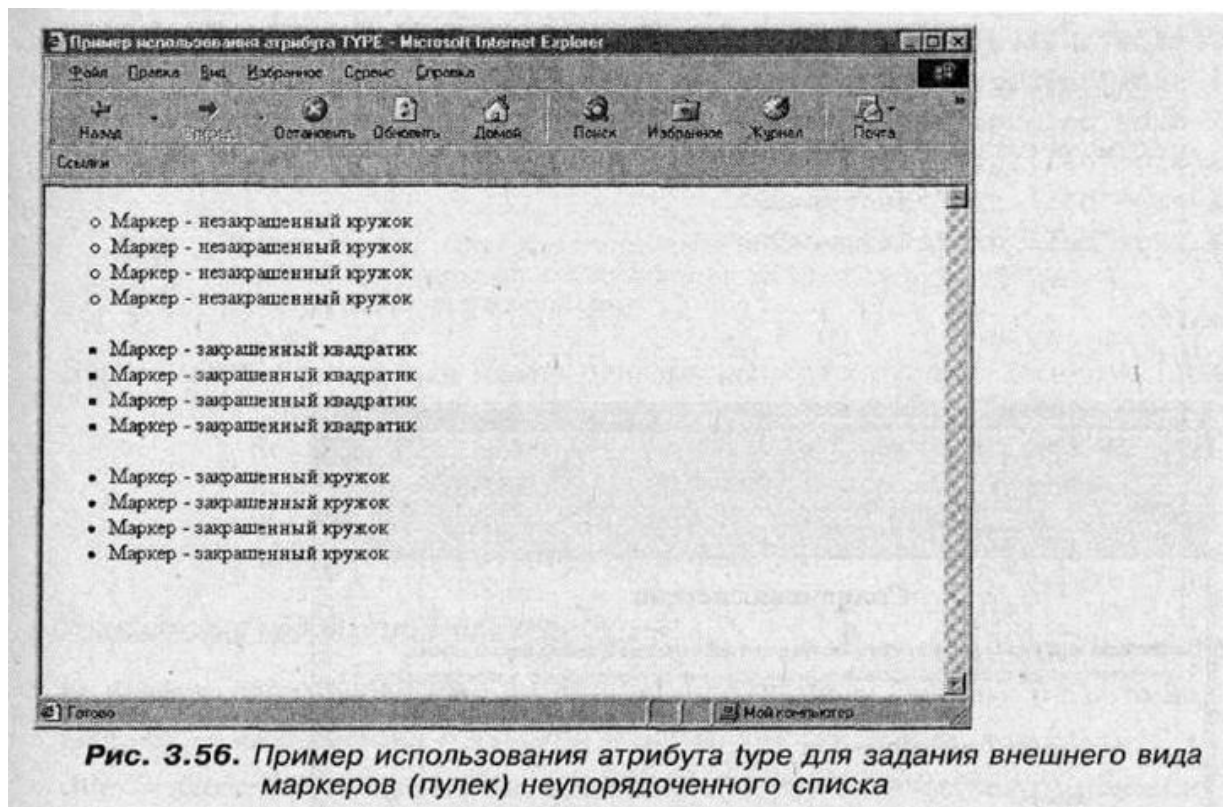 Пример использования атрибута TYPE - Microsoft Internet Explorer
Файл Правка Вид Избранное Сервис Справка
Назад Вперед Остановить Обновить Домой Поиск Избранное Журнал Почта »
Ссылки
Маркер - незакрашенный кружок
Маркер - незакрашенный кружок
Маркер - незакрашенный кружок
Маркер - незакрашенный кружок
Маркер - закрашенный квадратик
Маркер - закрашенный квадратик
Маркер - закрашенный квадратик
Маркер - закрашенный квадратик
Маркер - закрашенный кружок
Маркер - закрашенный кружок
Маркер - закрашенный кружок
Маркер - закрашенный кружок
Готово Мой компьютер
Рис. 3.56. Пример использования атрибута type для задания внешнего вида
маркеров (пулек) неупорядоченного списка